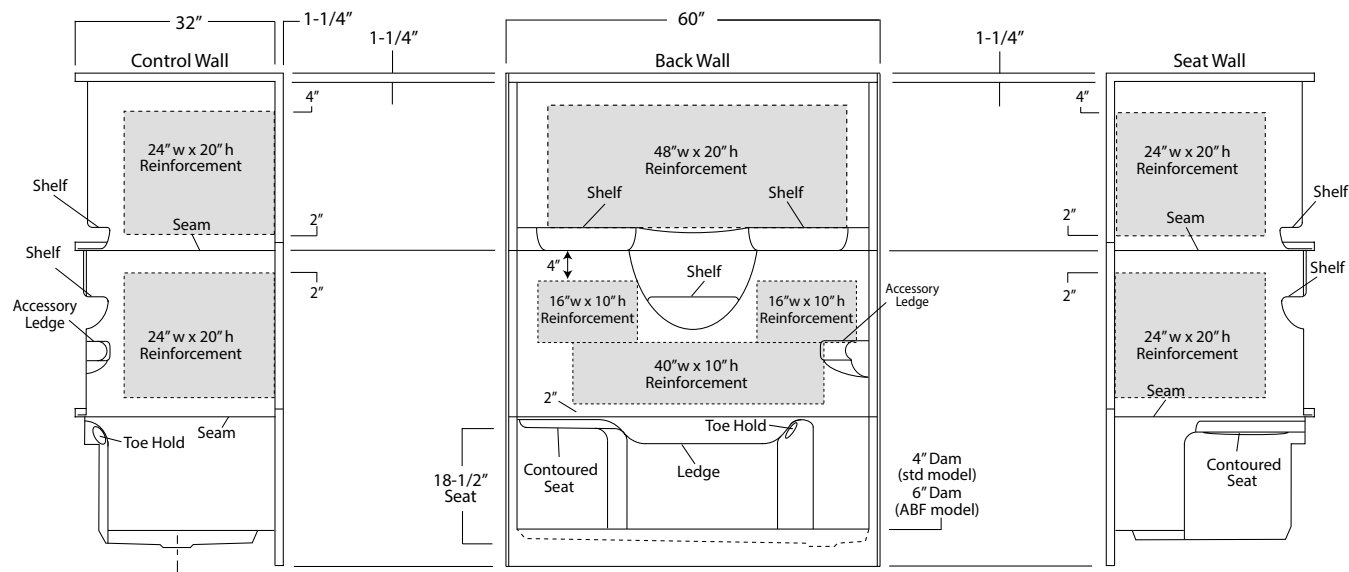 32”
1-1/4”
60”
1-1/4”
1-1/4”
Control Wall
Back Wall
Seat Wall
4”
4”
24”w x 20”h
Reinforcement
48”w x 20”h
Reinforcement
24”w x 20”h
Reinforcement
Shelf
Shelf
Shelf
Shelf
Seam
2”
2”
Seam
Shelf
4”
Shelf
Shelf
2”
2”
Accessory
Ledge
16”w x 10”h
Reinforcement
16”w x 10”h
Reinforcement
Accessory
Ledge
24”w x 20”h
Reinforcement
24”w x 20”h
Reinforcement
40”w x 10”h
Reinforcement
2”
Seam
Toe Hold
Seam
Toe Hold
Contoured
Seat
Ledge
18-1/2”
Seat
4” Dam
(std model)
6” Dam
(ABF model)
Contoured
Seat